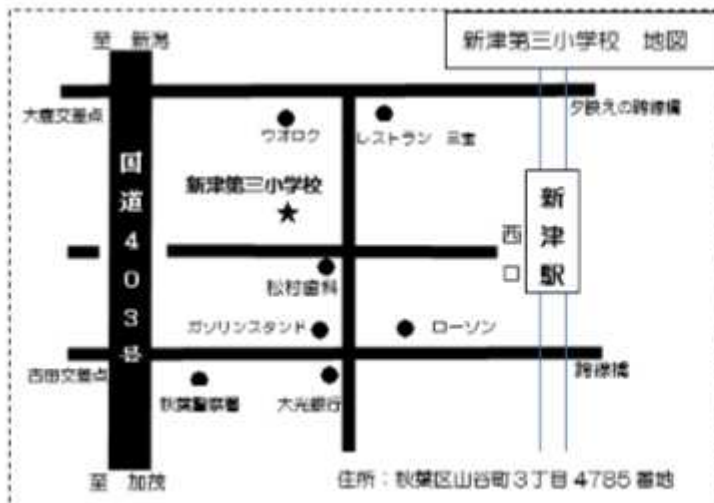 至 新潟
新津第三小学校 地図
大鹿交差点
夕映えの跨線橋
ウオロク
レストラン 三宝
新津第三小学校
国道403号
西口
新津駅
松村歯科
ガソリンスタンド
ローソン
吉田交差点
跨線橋
秋葉警察署
大光銀行
至 加茂
住所：秋葉区山谷町3丁目4785番地